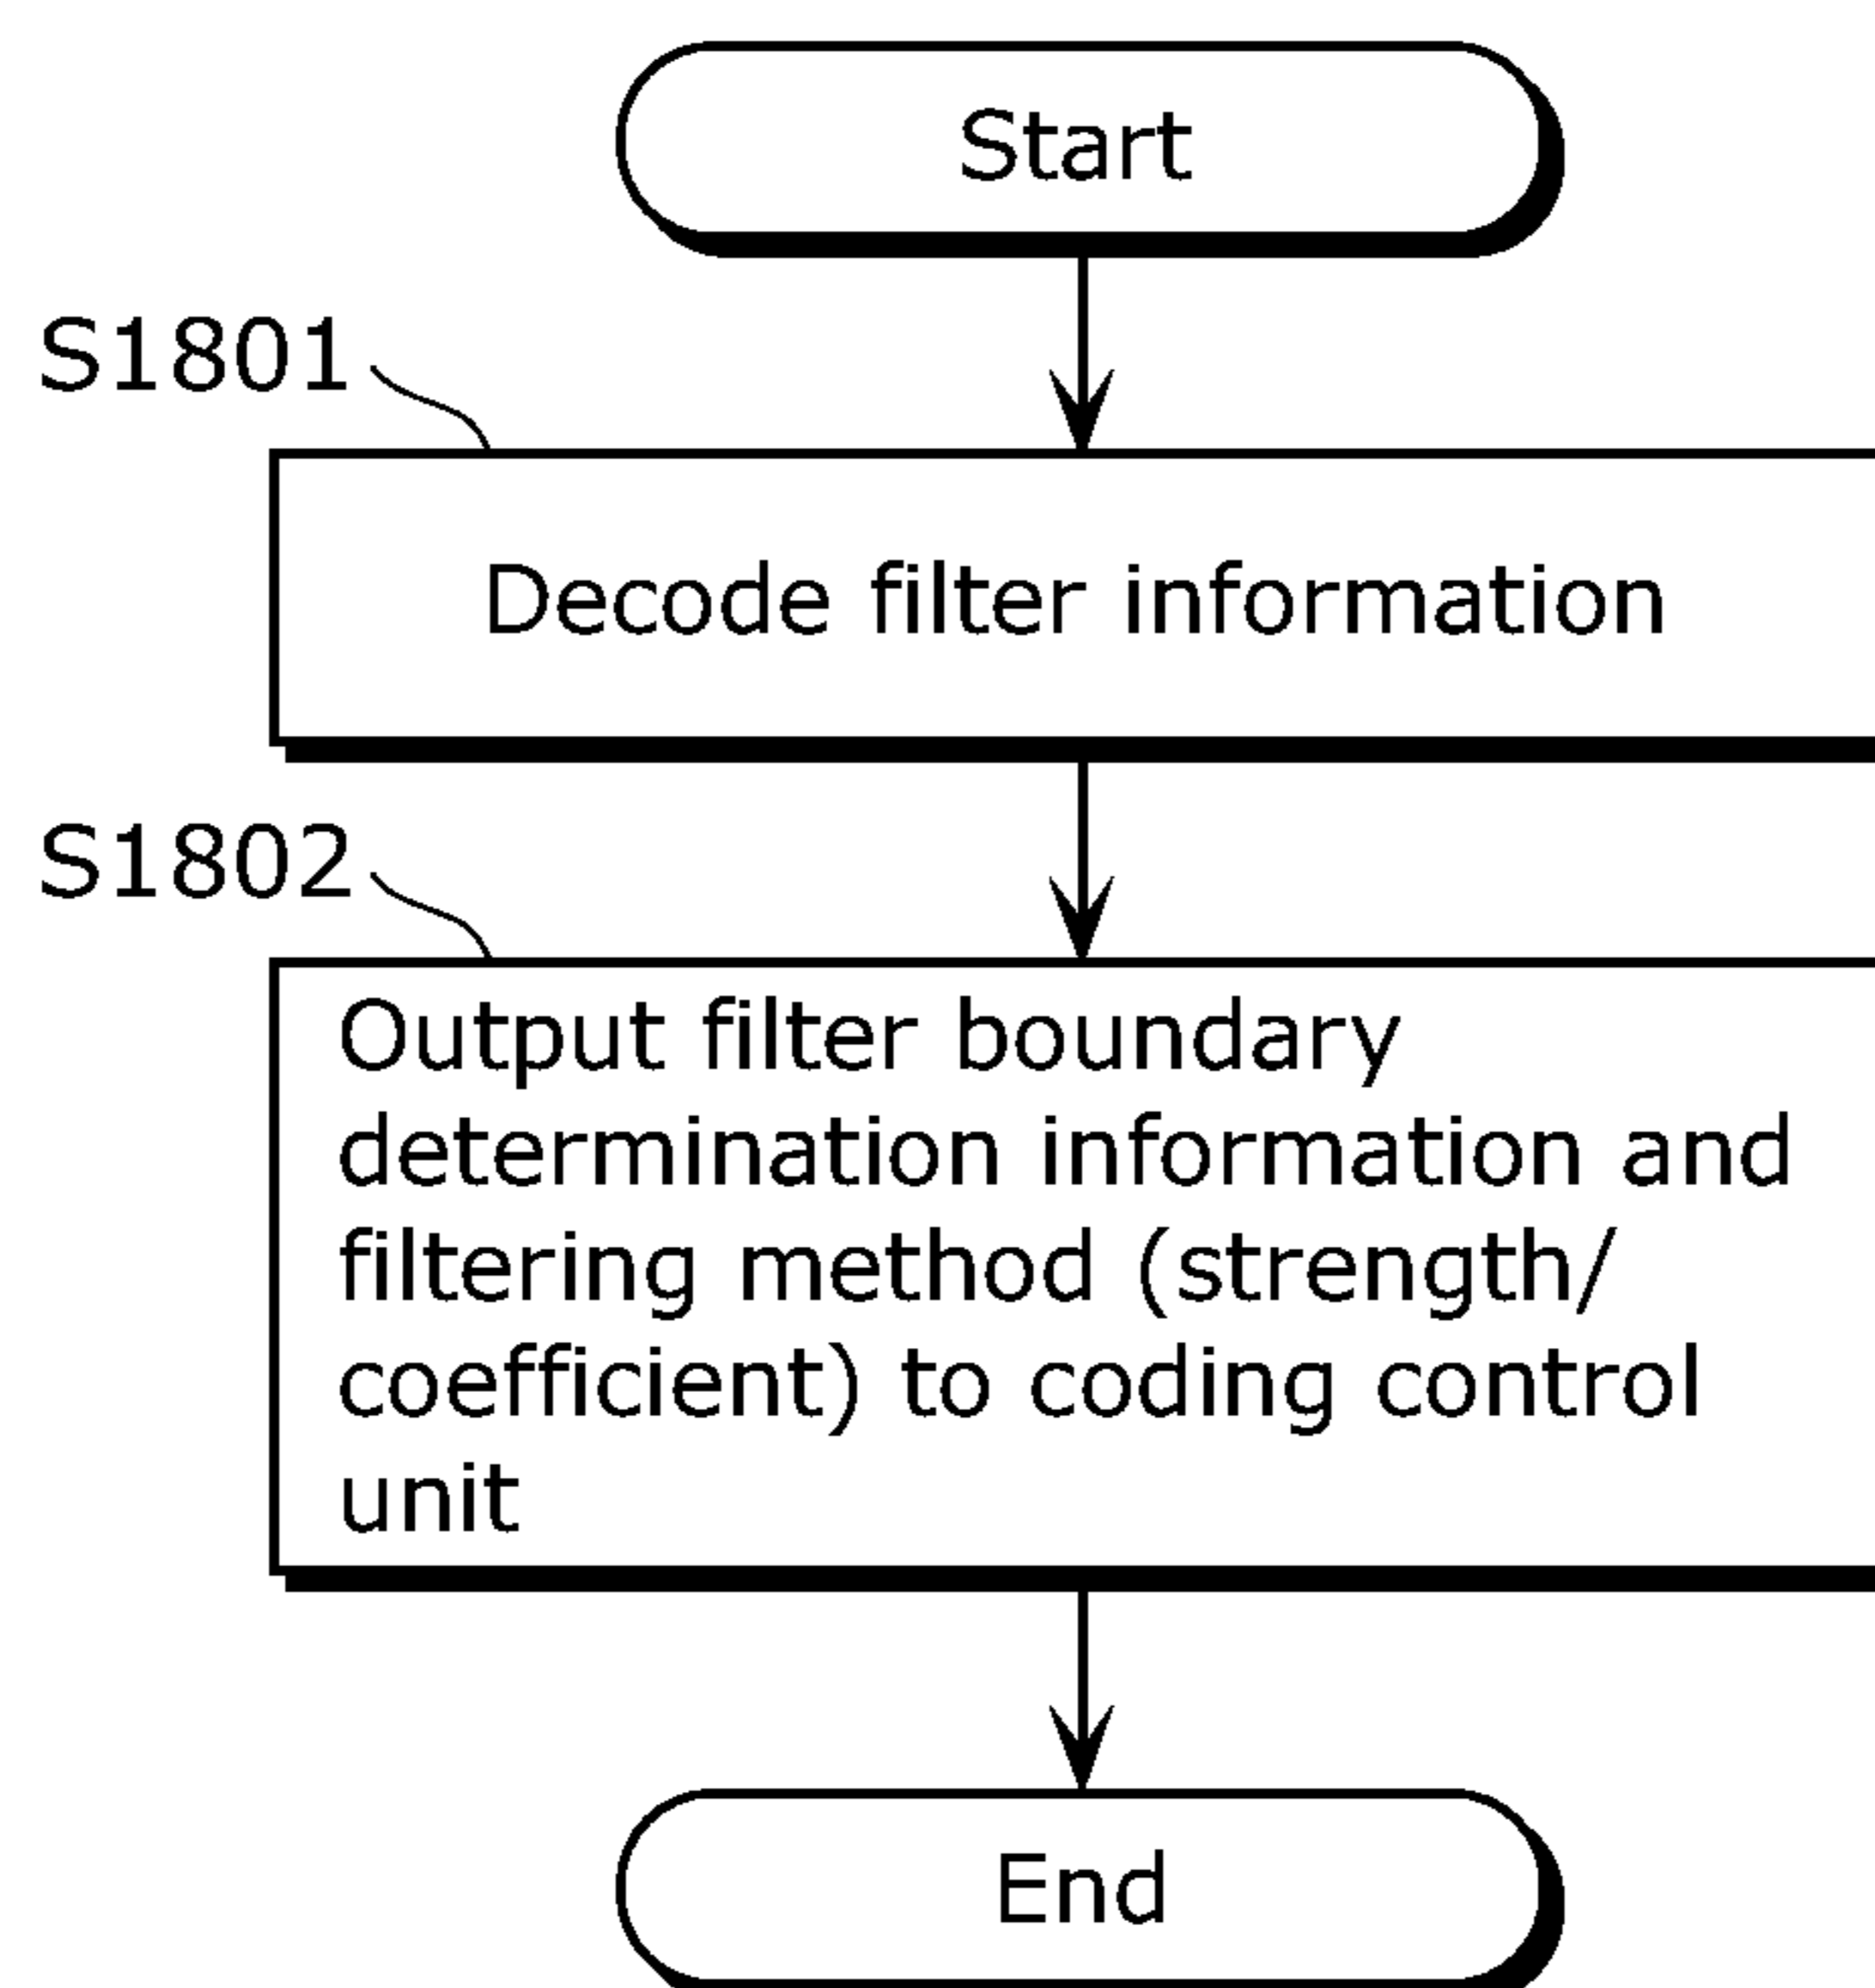 Start
S1801
Decode filter information
S1802
Output filter boundary
determination information and
filtering method (strength/
coefficient) to coding control
unit
End